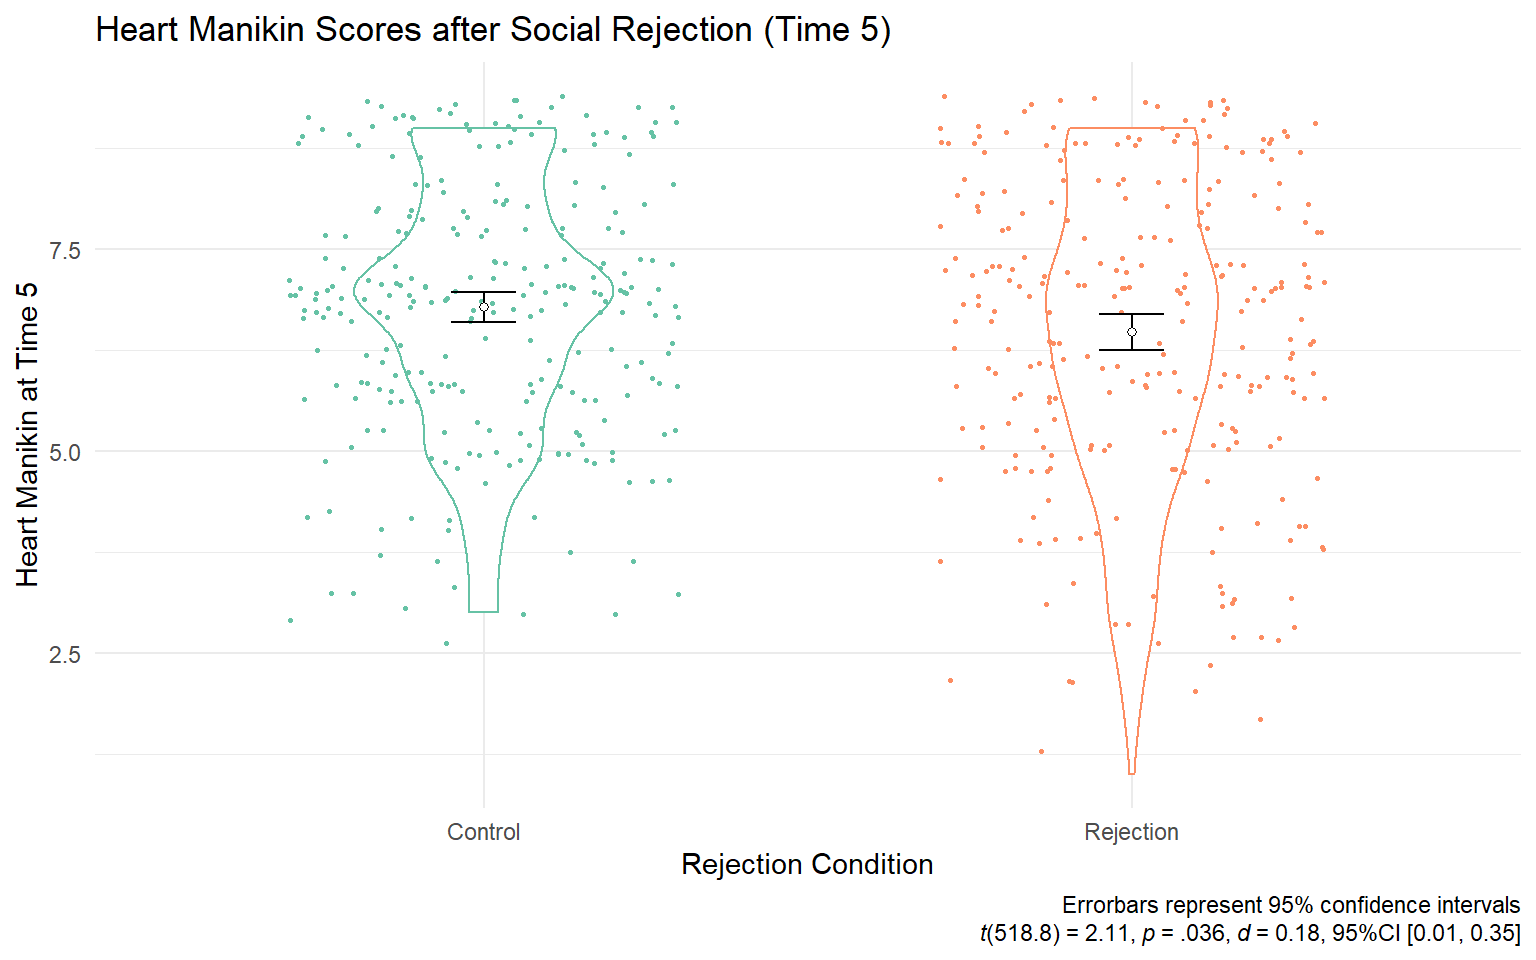 Heart Manikin Scores after Social Rejection (Time 5)
Heart Manikin at Time 5
7.5
5.0
2.5
Control
Rejection
Rejection Condition
Errorbars represent 95% confidence intervals
t(518.8) = 2.11, p = .036, d = 0.18, 95%CI [0.01, 0.35]